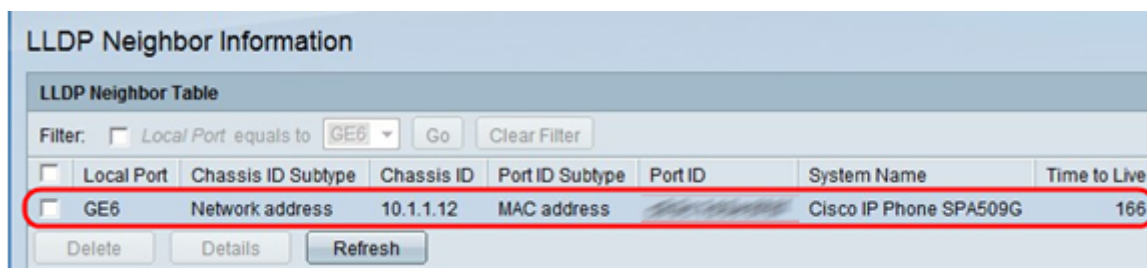 LLDP Neighbor Information
LLDP Neighbor Table
Filter: Local Port equals to GE6 Go Clear Filter
Local Port Chassis ID Subtype Chassis ID Port ID Subtype Port ID System Name Time to Live
GE6 Network address 10.1.1.12 MAC address Cisco IP Phone SPA509G 166
Delete Details Refresh